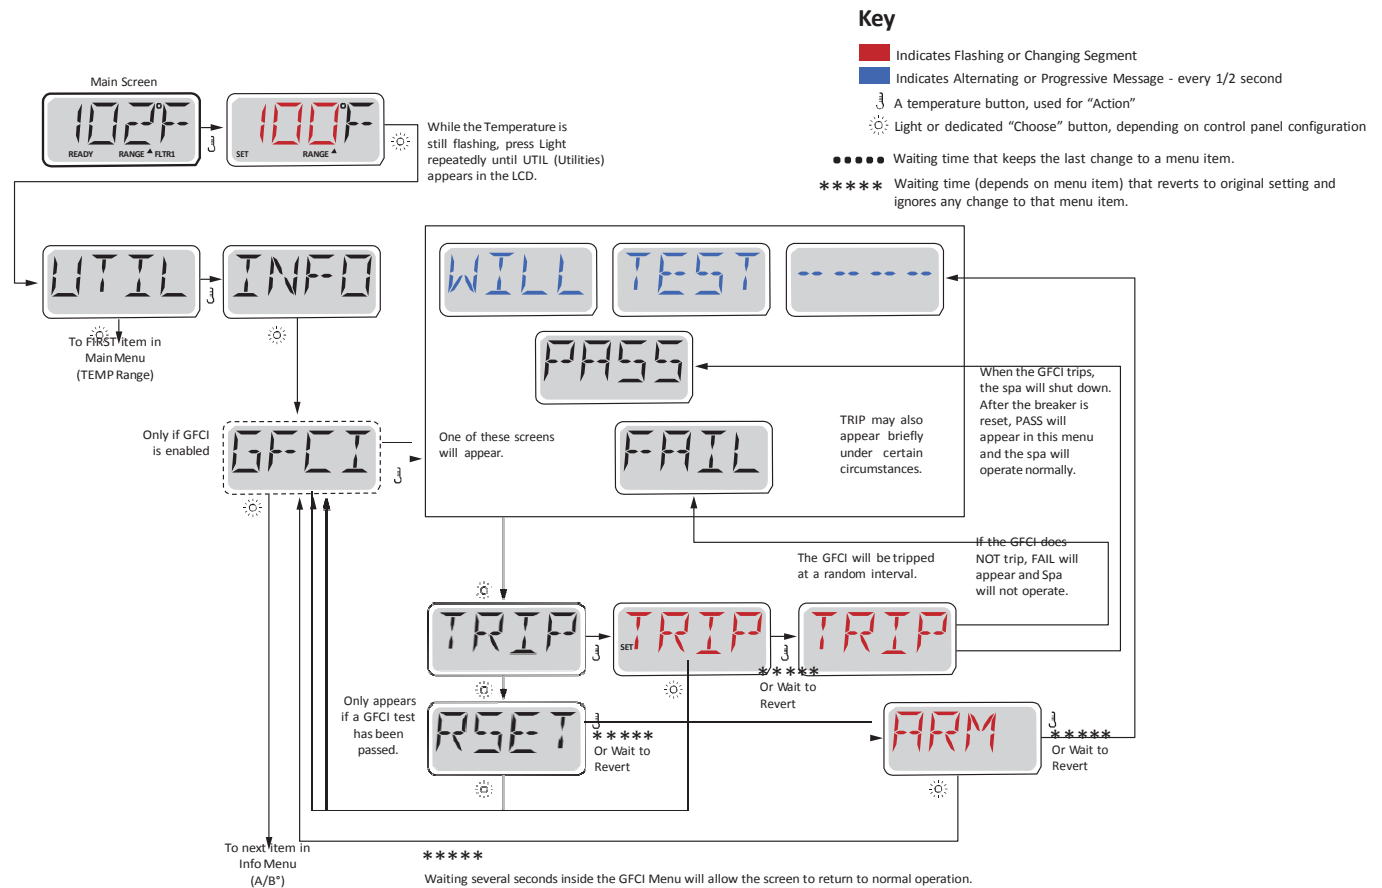 Key
Indicates Flashing or Changing Segment
Indicates Alternating or Progressive Message - every 1/2 second
A temperature button, used for “Action”
Light or dedicated “Choose” button, depending on control panel configuration
••••• Waiting time that keeps the last change to a menu item.
***** Waiting time (depends on menu item) that reverts to original setting and
ignores any change to that menu item.
Main Screen
102°F
READY RANGE FLTR1
100°F
SET RANGE
While the Temperature is
still flashing, press Light
repeatedly until UTIL (Utilities)
appears in the LCD.
UTIL
INFO
To FIRST item in
Main Menu
(TEMP Range)
WILL
TEST
-----
PASS
When the GFCI trips,
the spa will shut down.
After the breaker is
reset, PASS will
appear in this menu
and the spa will
operate normally.
Only if GFCI
is enabled
GFCI
One of these screens
will appear.
FAIL
TRIP may also
appear briefly
under certain
circumstances.
The GFCI will be tripped
at a random interval.
If the GFCI does
NOT trip, FAIL will
appear and Spa
will not operate.
TRIP
SET TRIP
TRIP
*****
Or Wait to
Revert
Only appears
if a GFCI test
has been
passed.
RSET
*****
Or Wait to
Revert
ARM
*****
Or Wait to
Revert
To next item in
Info Menu
(A/B°)
*****
Waiting several seconds inside the GFCI Menu will allow the screen to return to normal operation.